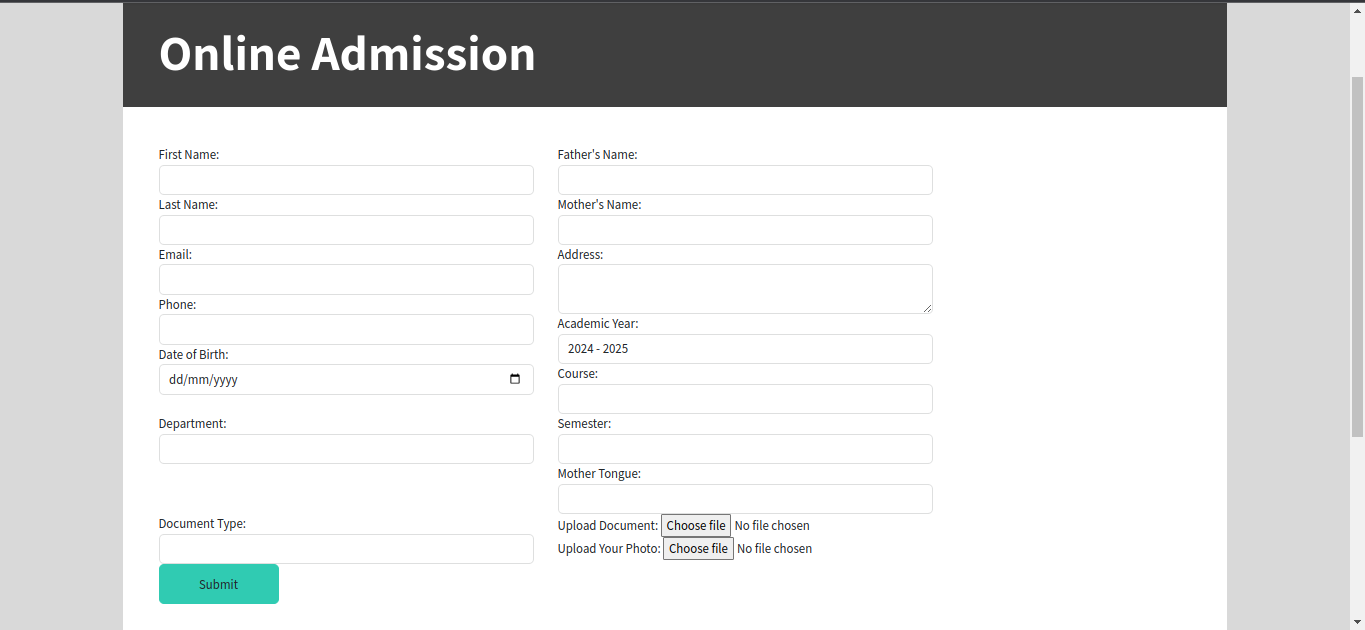 Online Admission
First Name:
Father's Name:
Last Name:
Mother's Name:
Email:
Address:
Phone:
Academic Year:
2024 - 2025
Date of Birth:
dd/mm/yyyy
Course:
Department:
Semester:
Mother Tongue:
Document Type:
Upload Document: Choose file No file chosen
Upload Your Photo: Choose file No file chosen
Submit